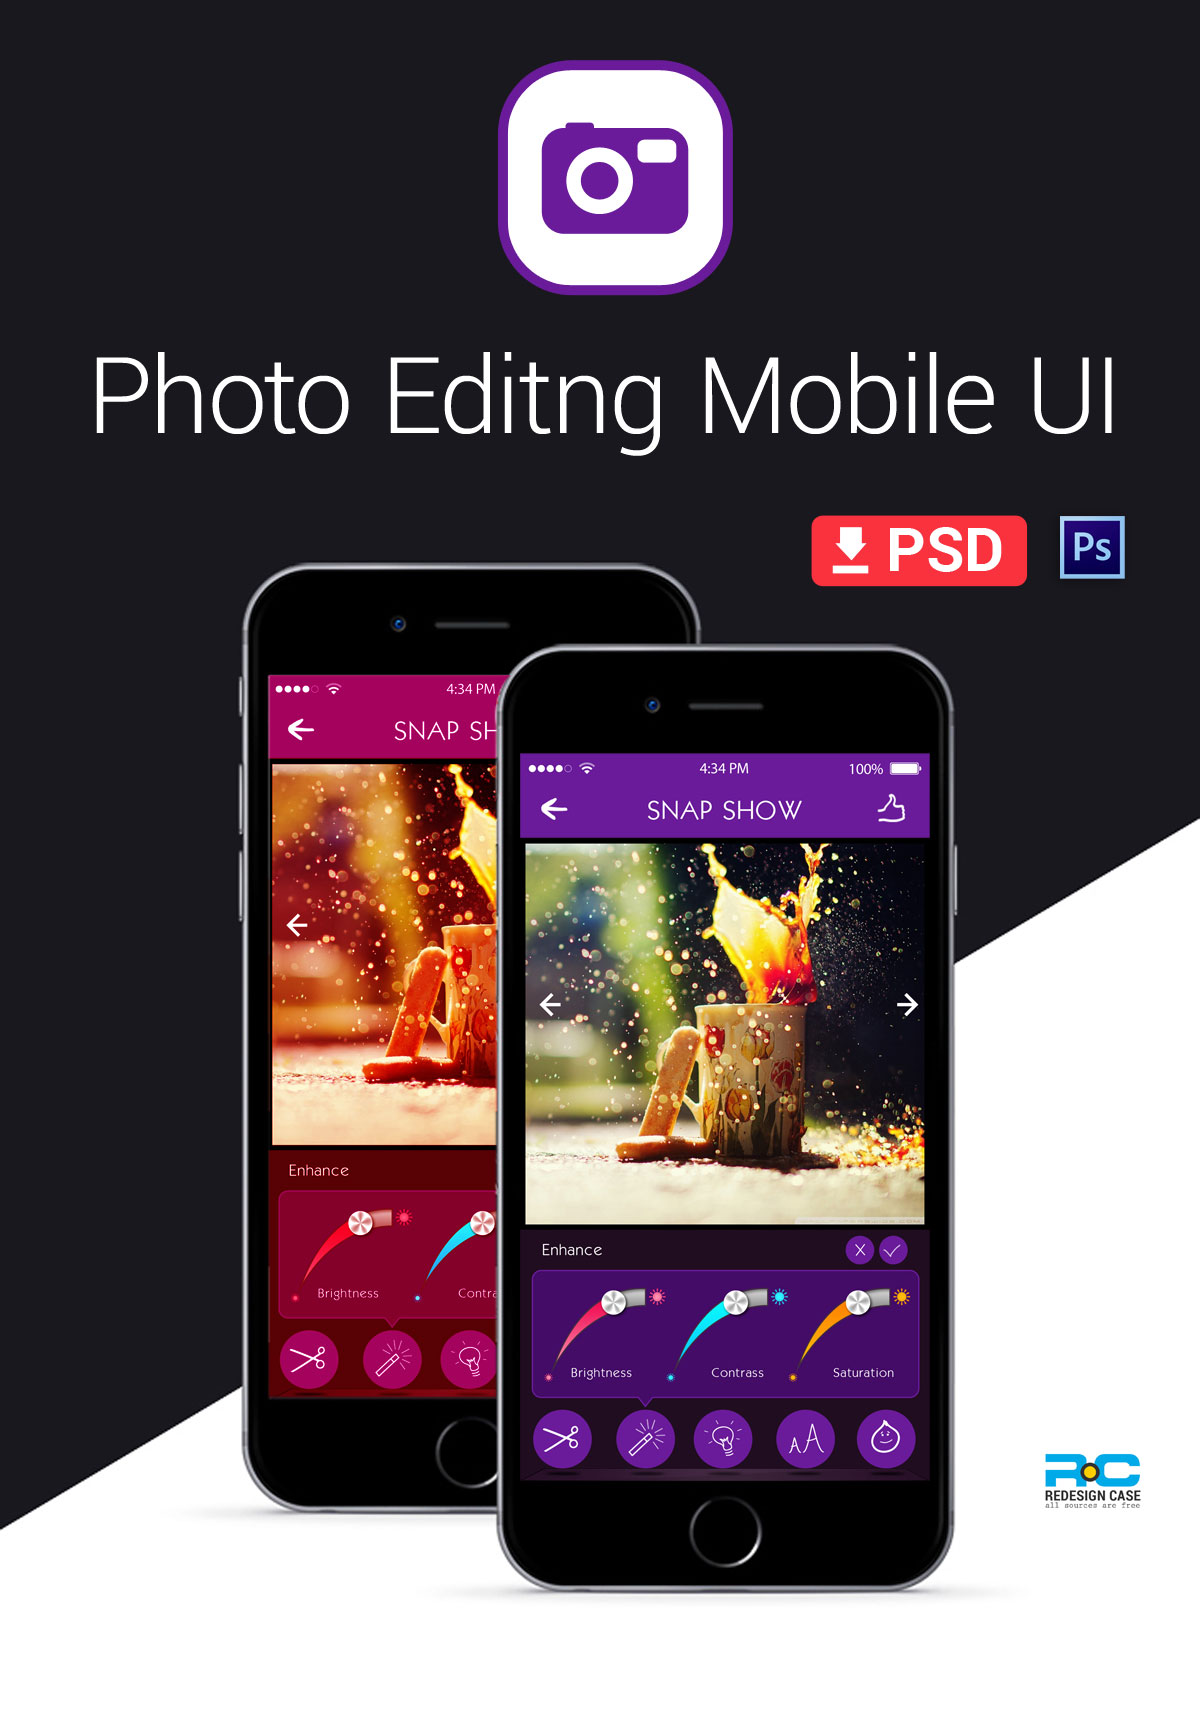 Photo Editng Mobile UI
PSD
Ps
4:34 PM
SNAP SH
Enhance
Brightness
Contra
4:34 PM 100%
SNAP SHOW
Enhance
Brightness Contrass Saturation
AA
RC
REDESIGN CASE
all sources are free